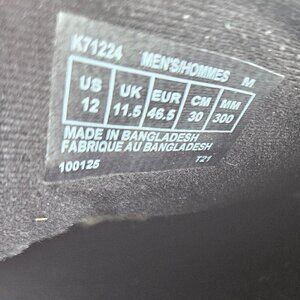 K71224 MEN'S/HOMMES M
US UK EUR CM MM
12 11.5 46.5 30 300
MADE IN BANGLADESH
FABRIQUE AU BANGLADESH
100125 T21